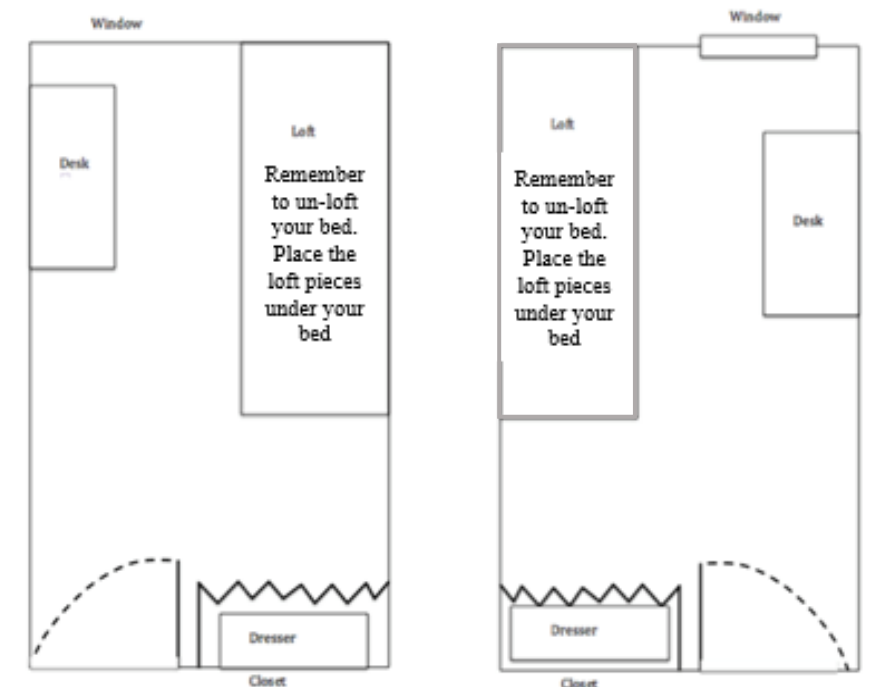 Window
Desk
Loft
Remember
to un-loft
your bed.
Place the
loft pieces
under your
bed
Dresser
Closet
Window
Loft
Remember
to un-loft
your bed.
Place the
loft pieces
under your
bed
Desk
Dresser
Closet